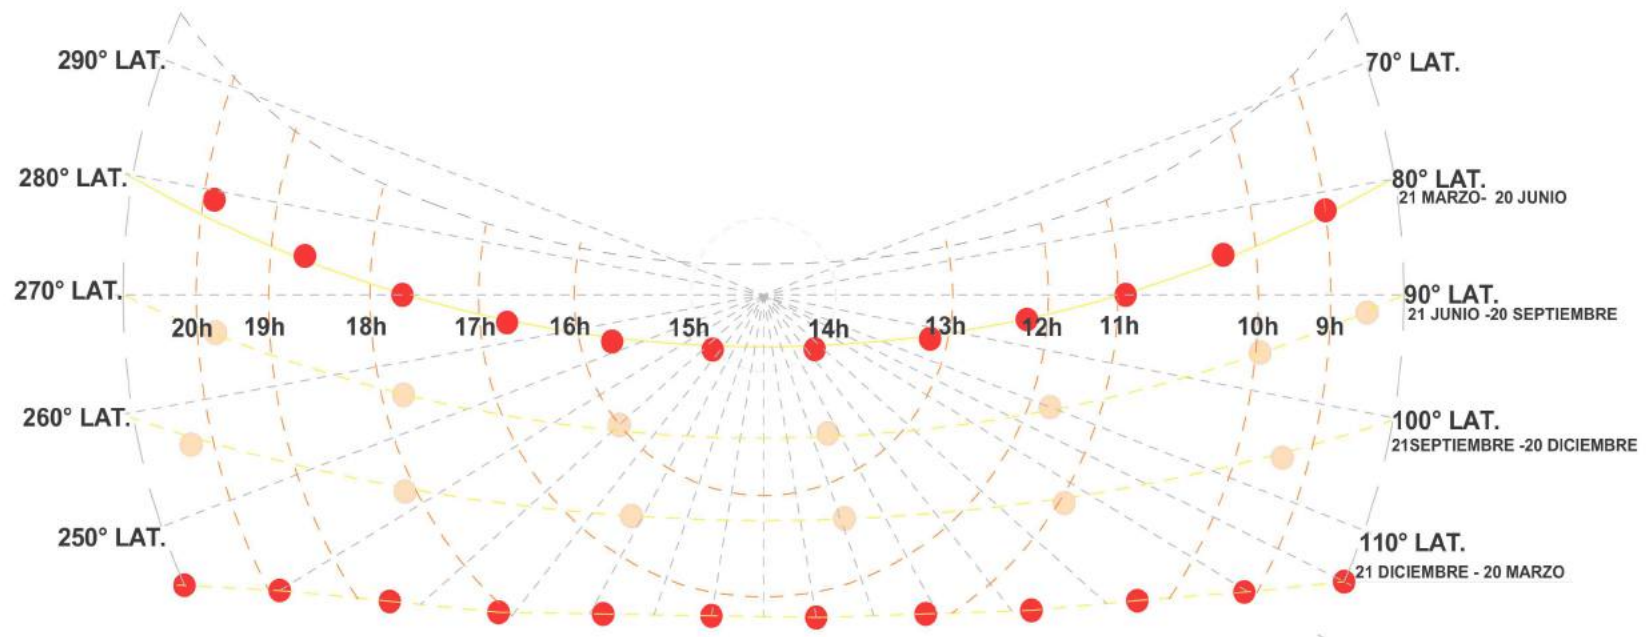 290° LAT.
70° LAT.
280° LAT.
80° LAT.
21 MARZO- 20 JUNIO
270° LAT.
90° LAT.
21 JUNIO -20 SEPTIEMBRE
20h 19h 18h 17h 16h 15h 14h 13h 12h 11h 10h 9h
260° LAT.
100° LAT.
21SEPTIEMBRE -20 DICIEMBRE
250° LAT.
110° LAT.
21 DICIEMBRE - 20 MARZO